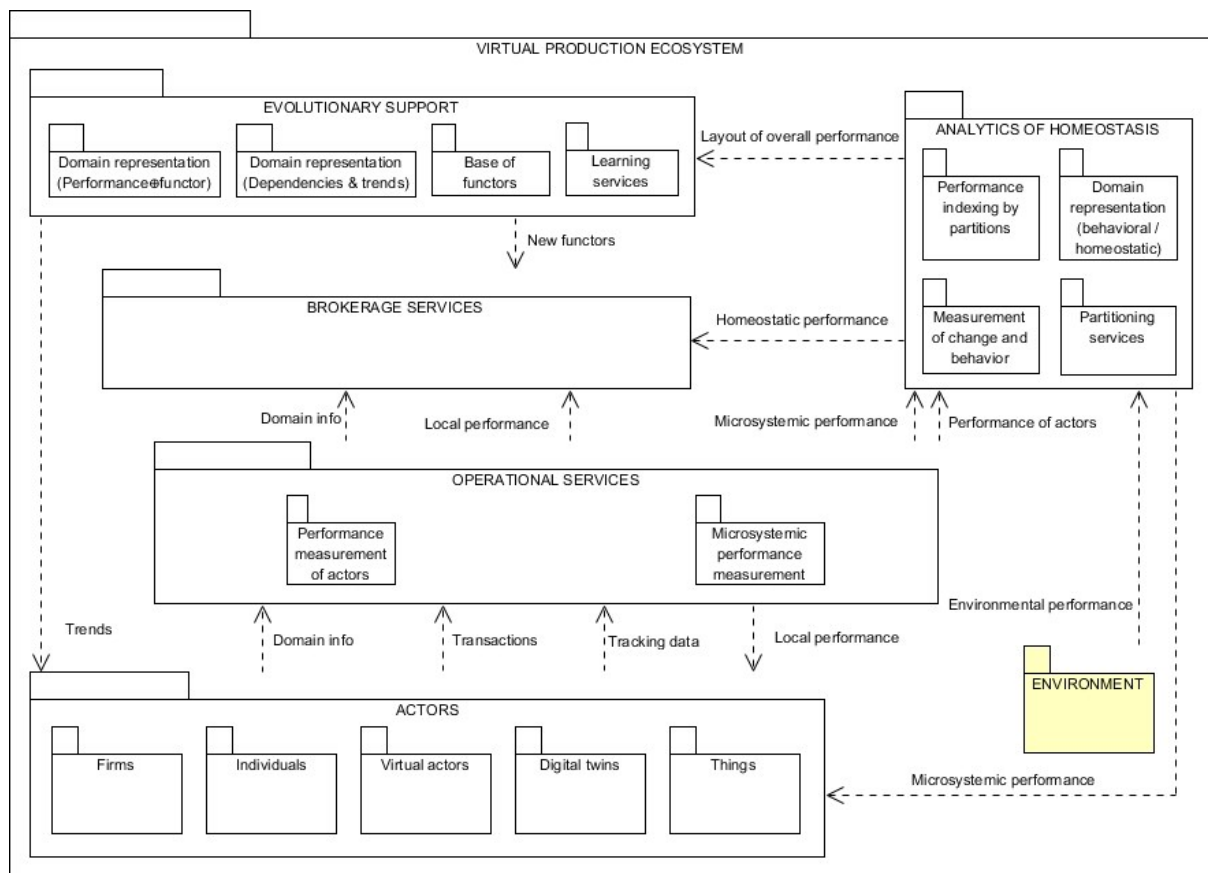 VIRTUAL PRODUCTION ECOSYSTEM
EVOLUTIONARY SUPPORT
Domain representation
(Performance⊕functor)
Domain representation
(Dependencies & trends)
Base of
functors
Learning
services
Layout of overall performance
ANALYTICS OF HOMEOSTASIS
Performance
indexing by
partitions
Domain
representation
(behavioral /
homeostatic)
Measurement
of change and
behavior
Partitioning
services
New functors
BROKERAGE SERVICES
Homeostatic performance
Domain info
Local performance
Microsystemic performance
Performance of actors
OPERATIONAL SERVICES
Performance
measurement
of actors
Microsystemic
performance
measurement
Environmental performance
Trends
Domain info
Transactions
Tracking data
Local performance
ENVIRONMENT
ACTORS
Firms
Individuals
Virtual actors
Digital twins
Things
Microsystemic performance